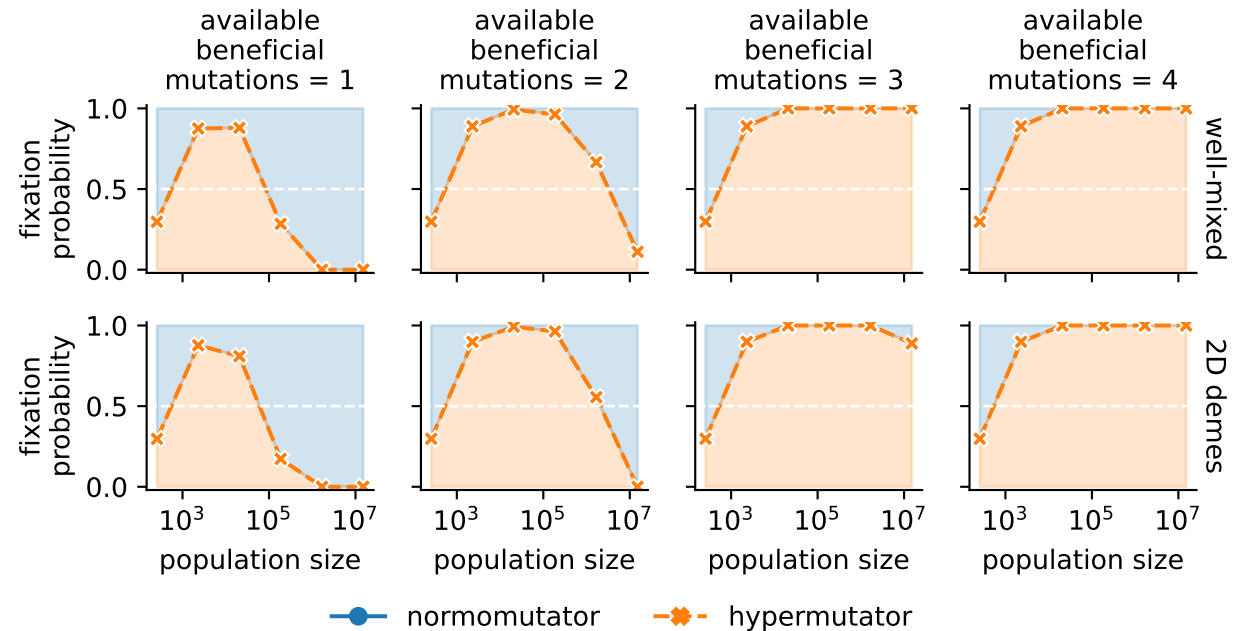 available
beneficial
mutations = 1
available
beneficial
mutations = 2
available
beneficial
mutations = 3
available
beneficial
mutations = 4
fixation
probability
1.0
0.5
0.0
well-mixed
fixation
probability
1.0
0.5
0.0
2D demes
10³ 10⁵ 10⁷
population size
10³ 10⁵ 10⁷
population size
10³ 10⁵ 10⁷
population size
10³ 10⁵ 10⁷
population size
normomutator
hypermutator